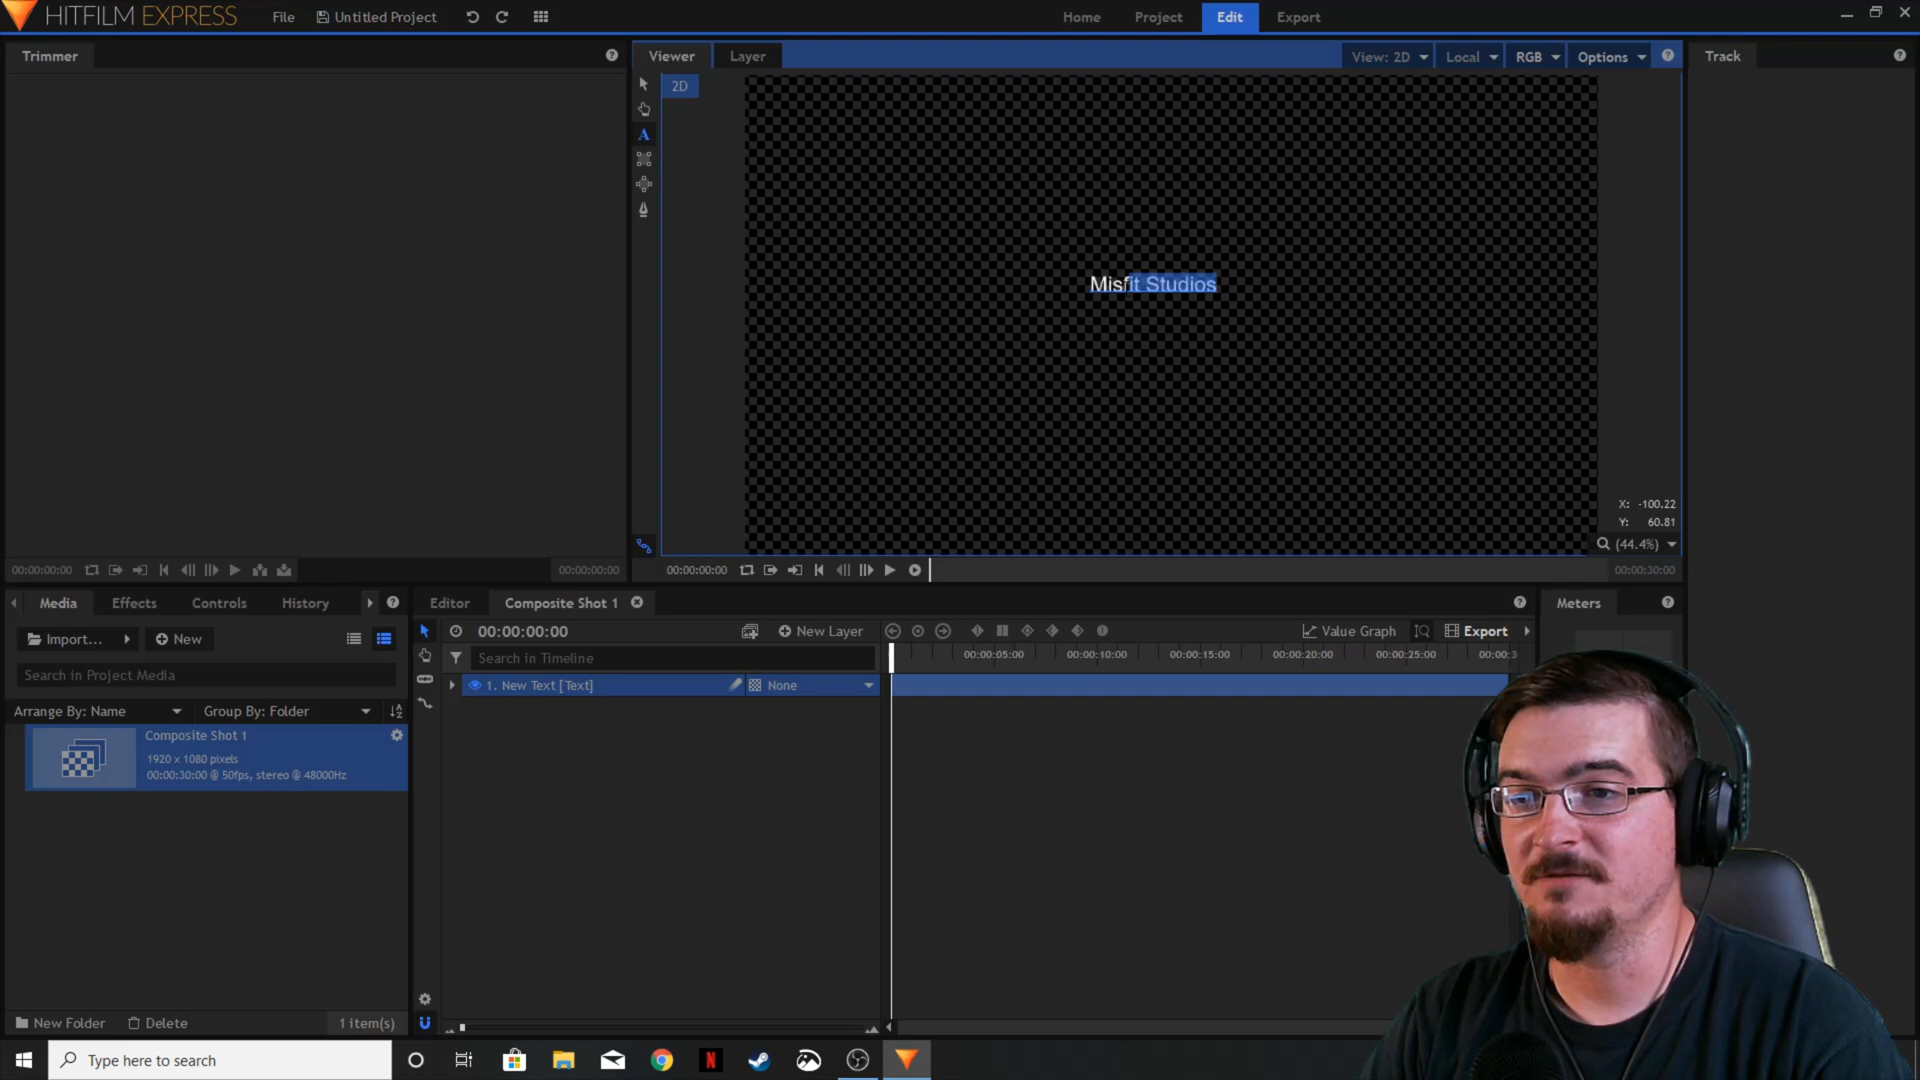 HITFILM EXPRESS
File
Untitled Project
Home
Project
Edit
Export
Trimmer
Viewer
Layer
View: 2D
Local
RGB
Options
Track
2D
A
Misfit Studios
X: -100.22
Y: 60.81
(44.4%)
00:00:00:00
00:00:00:00
00:00:00:00
00:00:30:00
Media
Effects
Controls
History
Editor
Composite Shot 1
Meters
Import...
New
00:00:00:00
New Layer
Value Graph
Export
Search in Project Media
Search in Timeline
00:00:05:00
00:00:10:00
00:00:15:00
00:00:20:00
00:00:25:00
00:00:3
1. New Text [Text]
None
Arrange By: Name
Group By: Folder
Composite Shot 1
1920 x 1080 pixels
00:00:30:00 @ 50fps, stereo @ 48000Hz
New Folder
Delete
1 item(s)
Type here to search
N